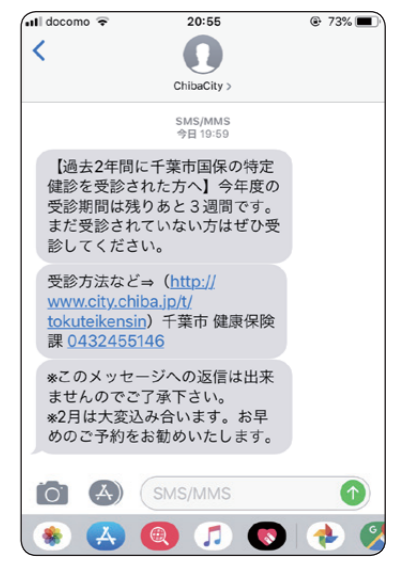 docomo 20:55 73%
ChibaCity >
SMS/MMS
今日 19:59
【過去2年間に千葉市国保の特定
健診を受診された方へ】今年度の
受診期間は残りあと３週間です。
まだ受診されていない方はぜひ受
診してください。
受診方法など⇒（http://
www.city.chiba.jp/t/
tokuteikensin）千葉市 健康保険
課 0432455146
※このメッセージへの返信は出来
ませんのでご了承下さい。
※2月は大変込み合います。お早
めのご予約をお勧めいたします。
SMS/MMS
G